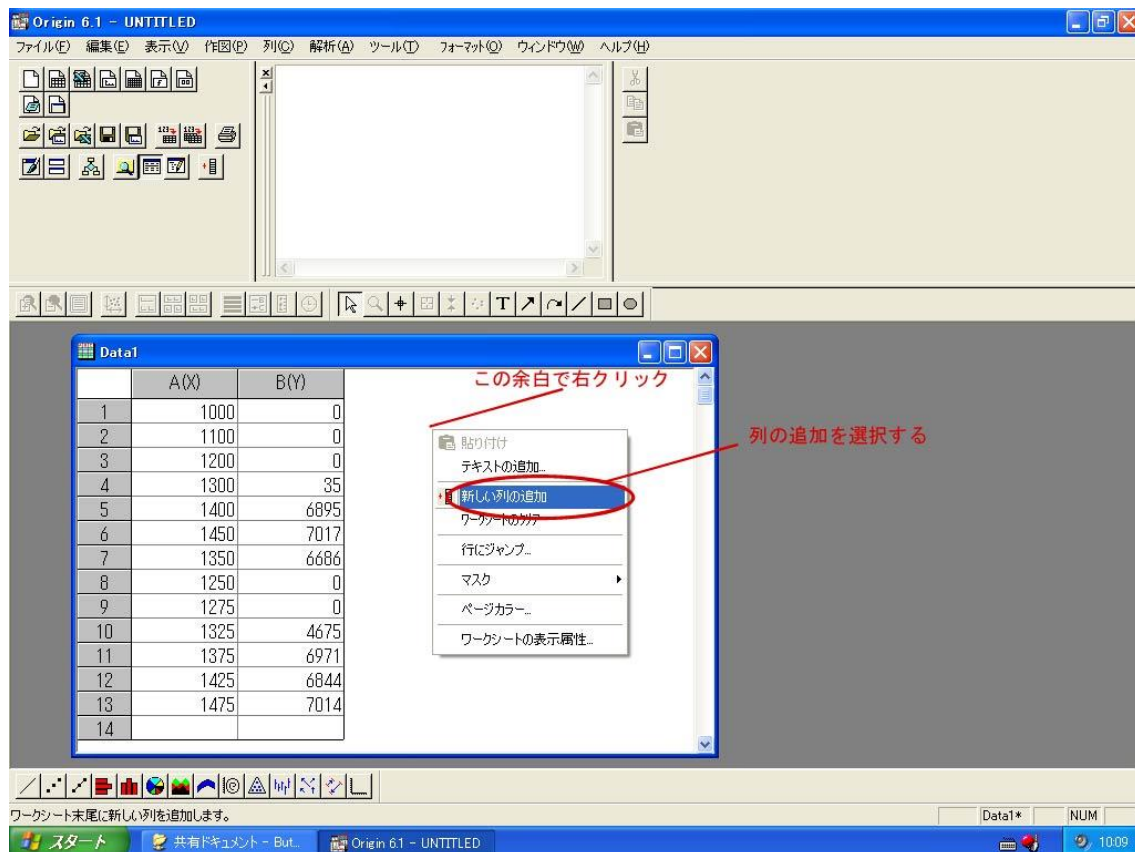 Origin 6.1 - UNTITLED
ファイル(F) 編集(E) 表示(V) 作図(P) 列(C) 解析(A) ツール(T) フォーマット(O) ウィンドウ(W) ヘルプ(H)
Data1
A(X) B(Y)
この余白で右クリック
1 1000 0
2 1100 0
3 1200 0
4 1300 35
5 1400 6895
6 1450 7017
7 1350 6686
8 1250 0
9 1275 0
10 1325 4675
11 1375 6971
12 1425 6844
13 1475 7014
14
貼り付け
テキストの追加...
新しい列の追加
ワークシートのクリア
行にジャンプ...
マスク
ページカラー...
ワークシートの表示属性...
列の追加を選択する
ワークシート末尾に新しい列を追加します。
Data1* NUM
スタート 共有ドキュメント - But... Origin 6.1 - UNTITLED 10:09